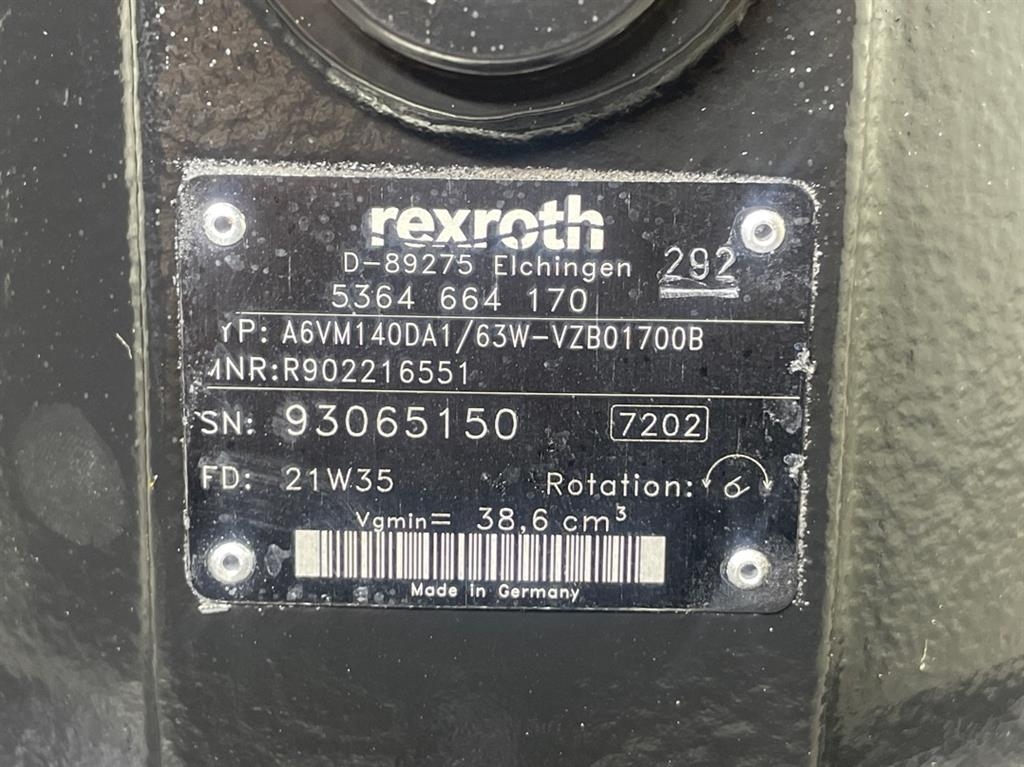 rexroth
D-89275 Elchingen 292
5364 664 170
YP: A6VM140DA1/63W-VZB01700B
MNR: R902216551
SN: 93065150 7202
FD: 21W35 Rotation:
Vgmin= 38,6 cm³
Made in Germany